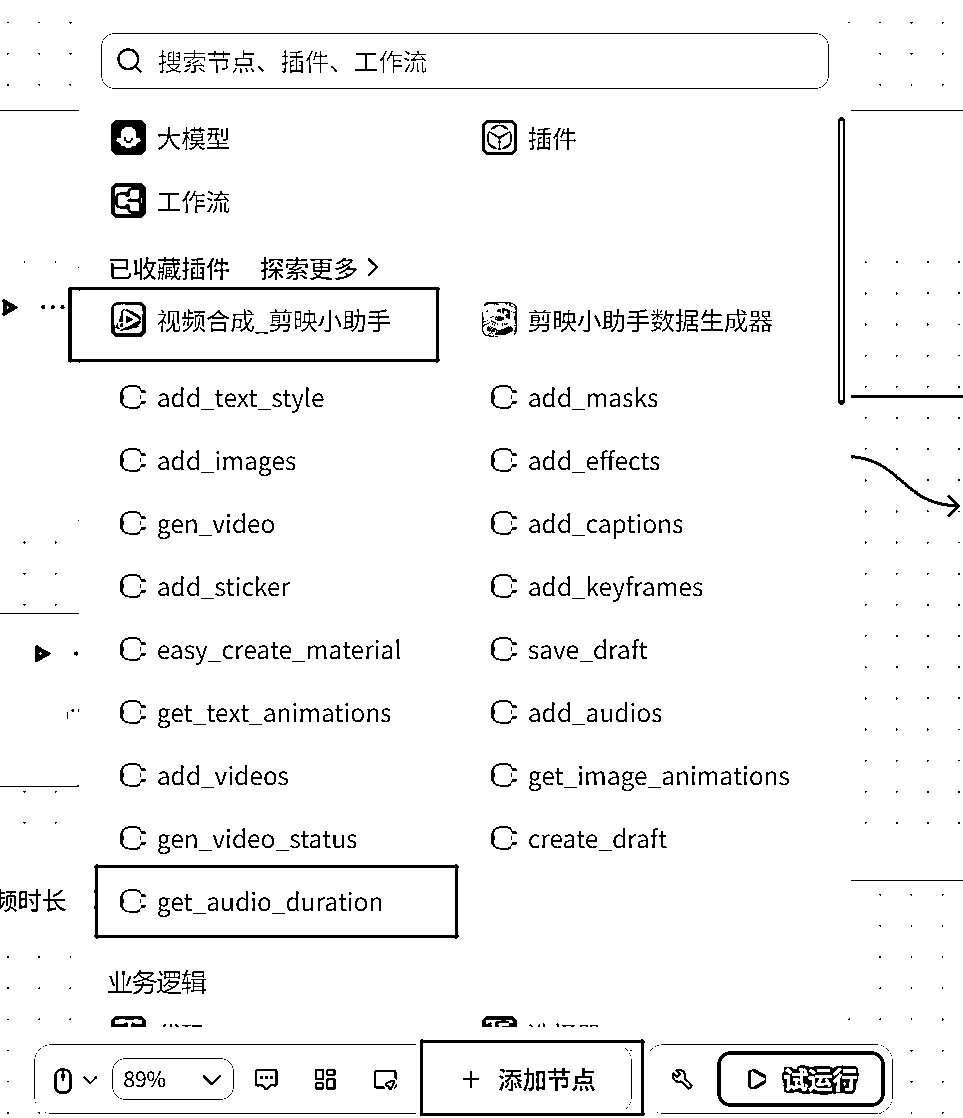 搜索节点、插件、工作流
大模型 插件
工作流
已收藏插件 探索更多
视频合成_剪映小助手 剪映小助手数据生成器
add_text_style add_masks
add_images add_effects
gen_video add_captions
add_sticker add_keyframes
easy_create_material save_draft
get_text_animations add_audios
add_videos get_image_animations
gen_video_status create_draft
频时长 get_audio_duration
业务逻辑
89% + 添加节点 试运行